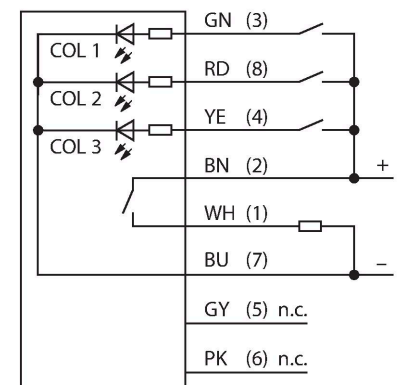 GN (3)
COL 1
RD (8)
COL 2
YE (4)
COL 3
BN (2) +
WH (1)
BU (7) –
GY (5) n.c.
PK (6) n.c.